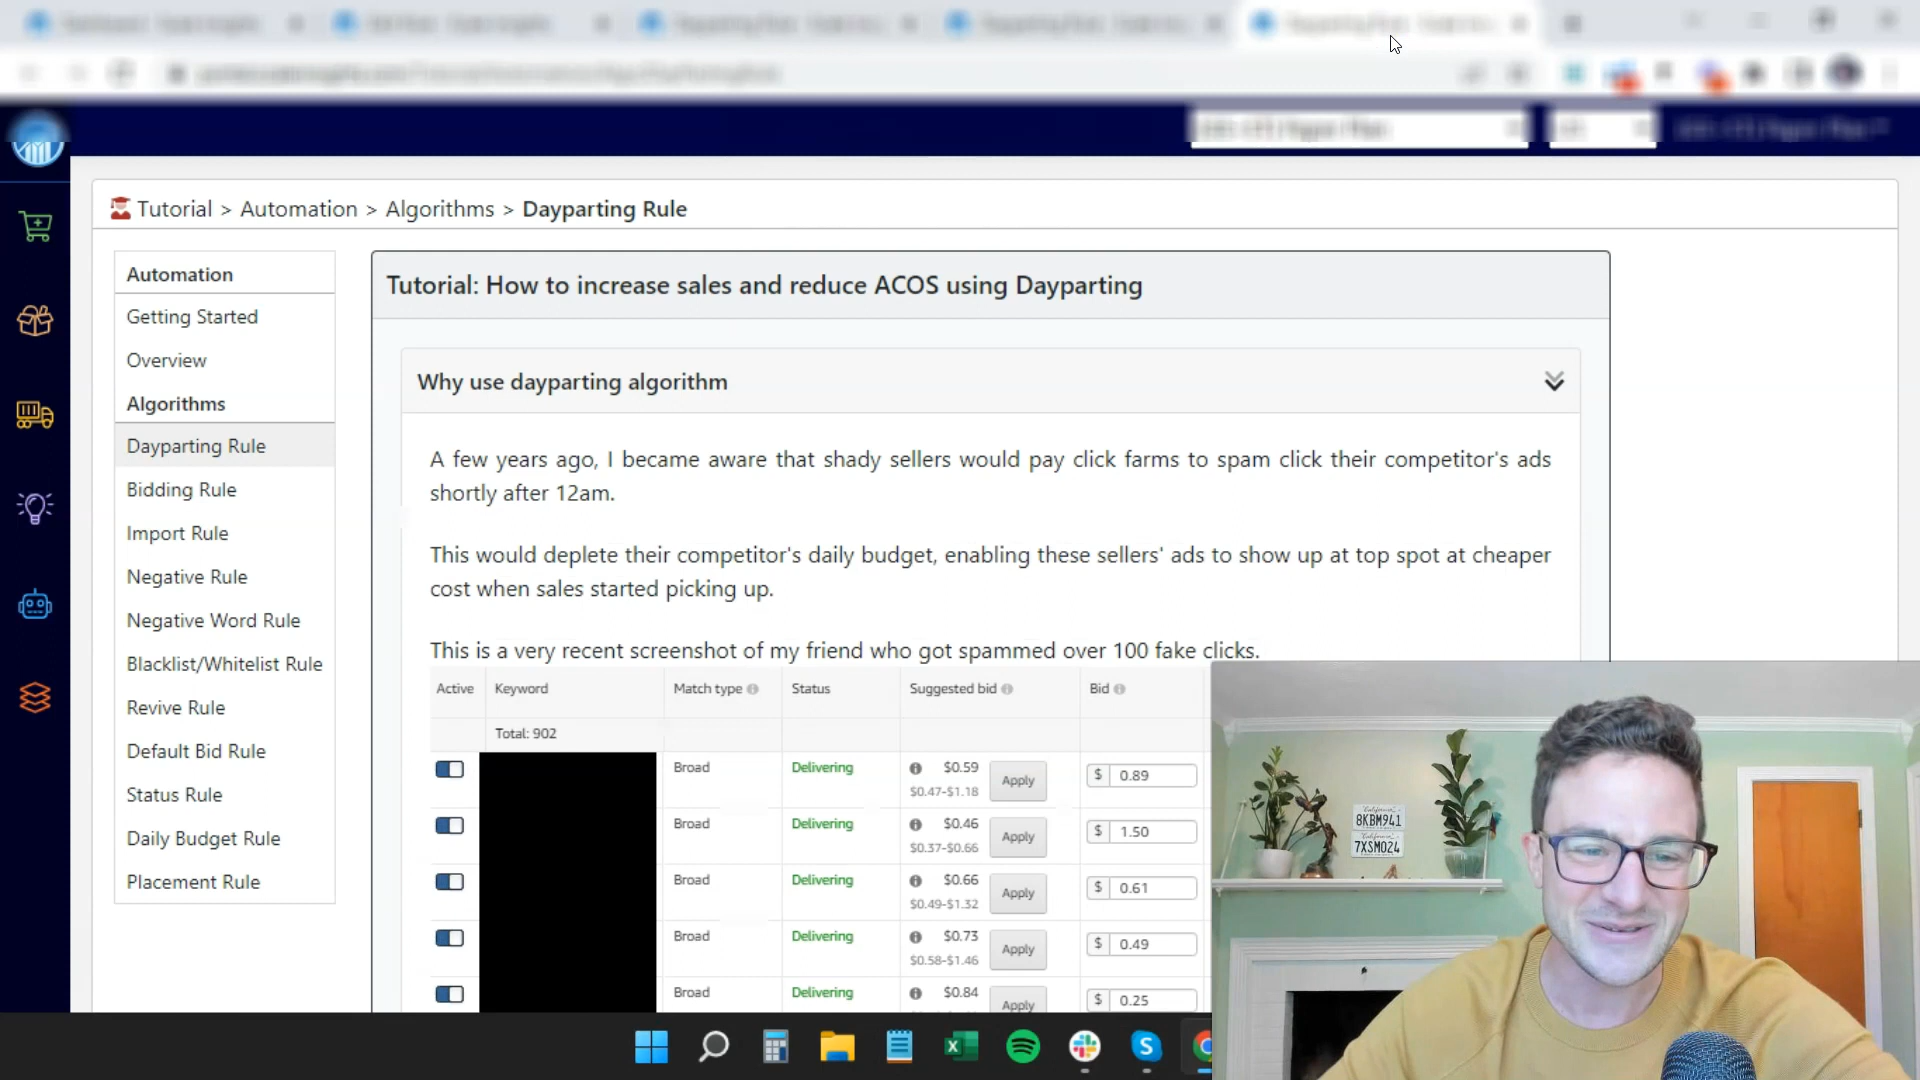 Tutorial > Automation > Algorithms > Dayparting Rule
Automation
Getting Started
Overview
Algorithms
Dayparting Rule
Bidding Rule
Import Rule
Negative Rule
Negative Word Rule
Blacklist/Whitelist Rule
Revive Rule
Default Bid Rule
Status Rule
Daily Budget Rule
Placement Rule
Tutorial: How to increase sales and reduce ACOS using Dayparting
Why use dayparting algorithm
A few years ago, I became aware that shady sellers would pay click farms to spam click their competitor's ads
shortly after 12am.
This would deplete their competitor's daily budget, enabling these sellers' ads to show up at top spot at cheaper
cost when sales started picking up.
This is a very recent screenshot of my friend who got spammed over 100 fake clicks.
Active Keyword Match type Status Suggested bid Bid
Total: 902
Broad Delivering $0.59 Apply $ 0.89
$0.47-$1.18
Broad Delivering $0.46 Apply $ 1.50
$0.37-$0.66
Broad Delivering $0.66 Apply $ 0.61
$0.49-$1.32
Broad Delivering $0.73 Apply $ 0.49
$0.58-$1.46
Broad Delivering $0.84 Apply $ 0.25
California
8KBM941
California
7XSM024